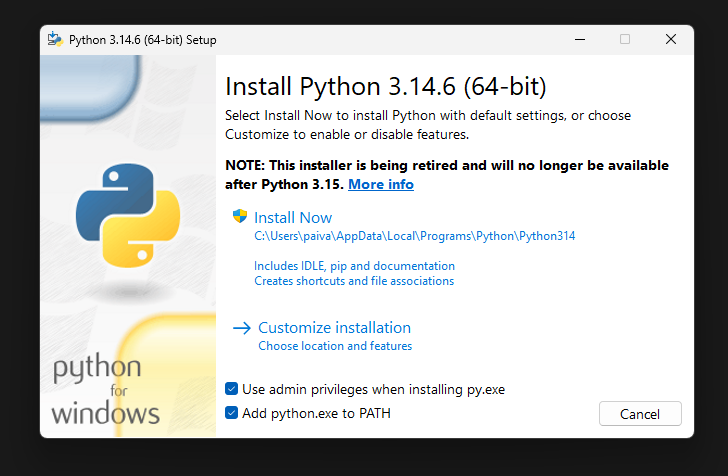 Python 3.14.6 (64-bit) Setup
Install Python 3.14.6 (64-bit)
Select Install Now to install Python with default settings, or choose
Customize to enable or disable features.
NOTE: This installer is being retired and will no longer be available
after Python 3.15. More info
Install Now
C:\Users\paiva\AppData\Local\Programs\Python\Python314
Includes IDLE, pip and documentation
Creates shortcuts and file associations
Customize installation
Choose location and features
python
for
windows
Use admin privileges when installing py.exe
Add python.exe to PATH
Cancel